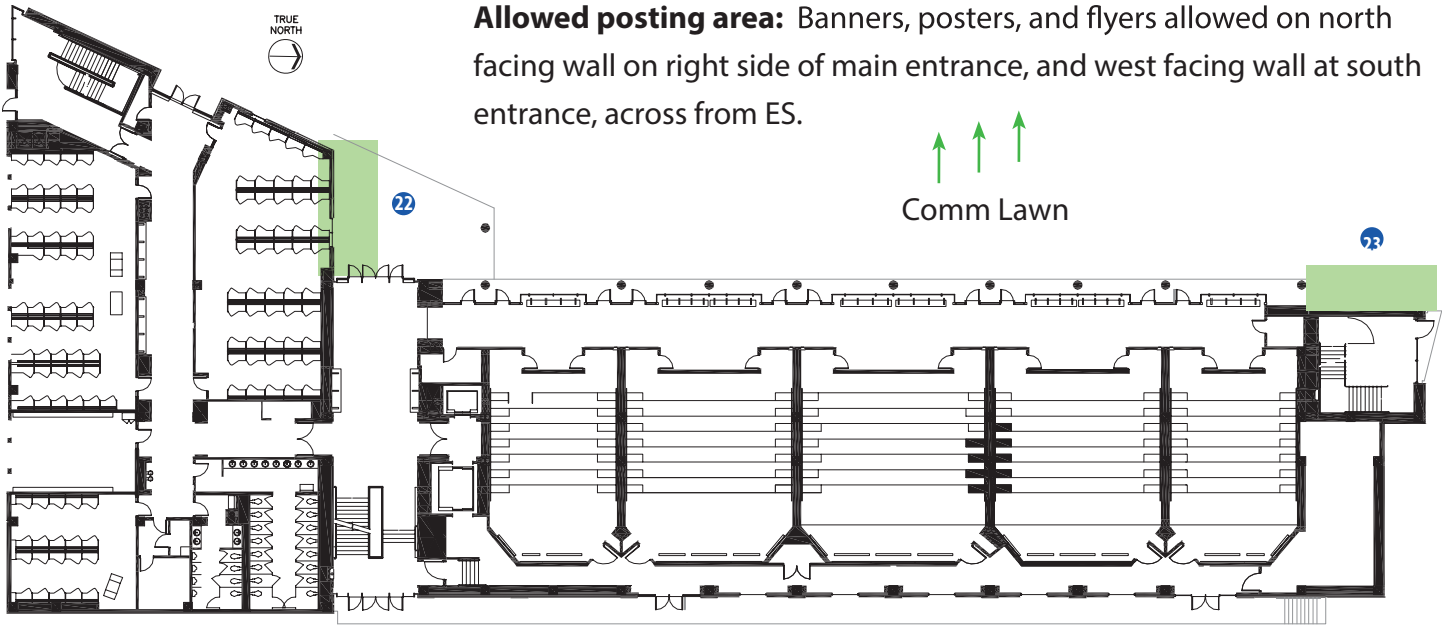 TRUE
NORTH
Allowed posting area: Banners, posters, and flyers allowed on north
facing wall on right side of main entrance, and west facing wall at south
entrance, across from ES.
Comm Lawn
22
23